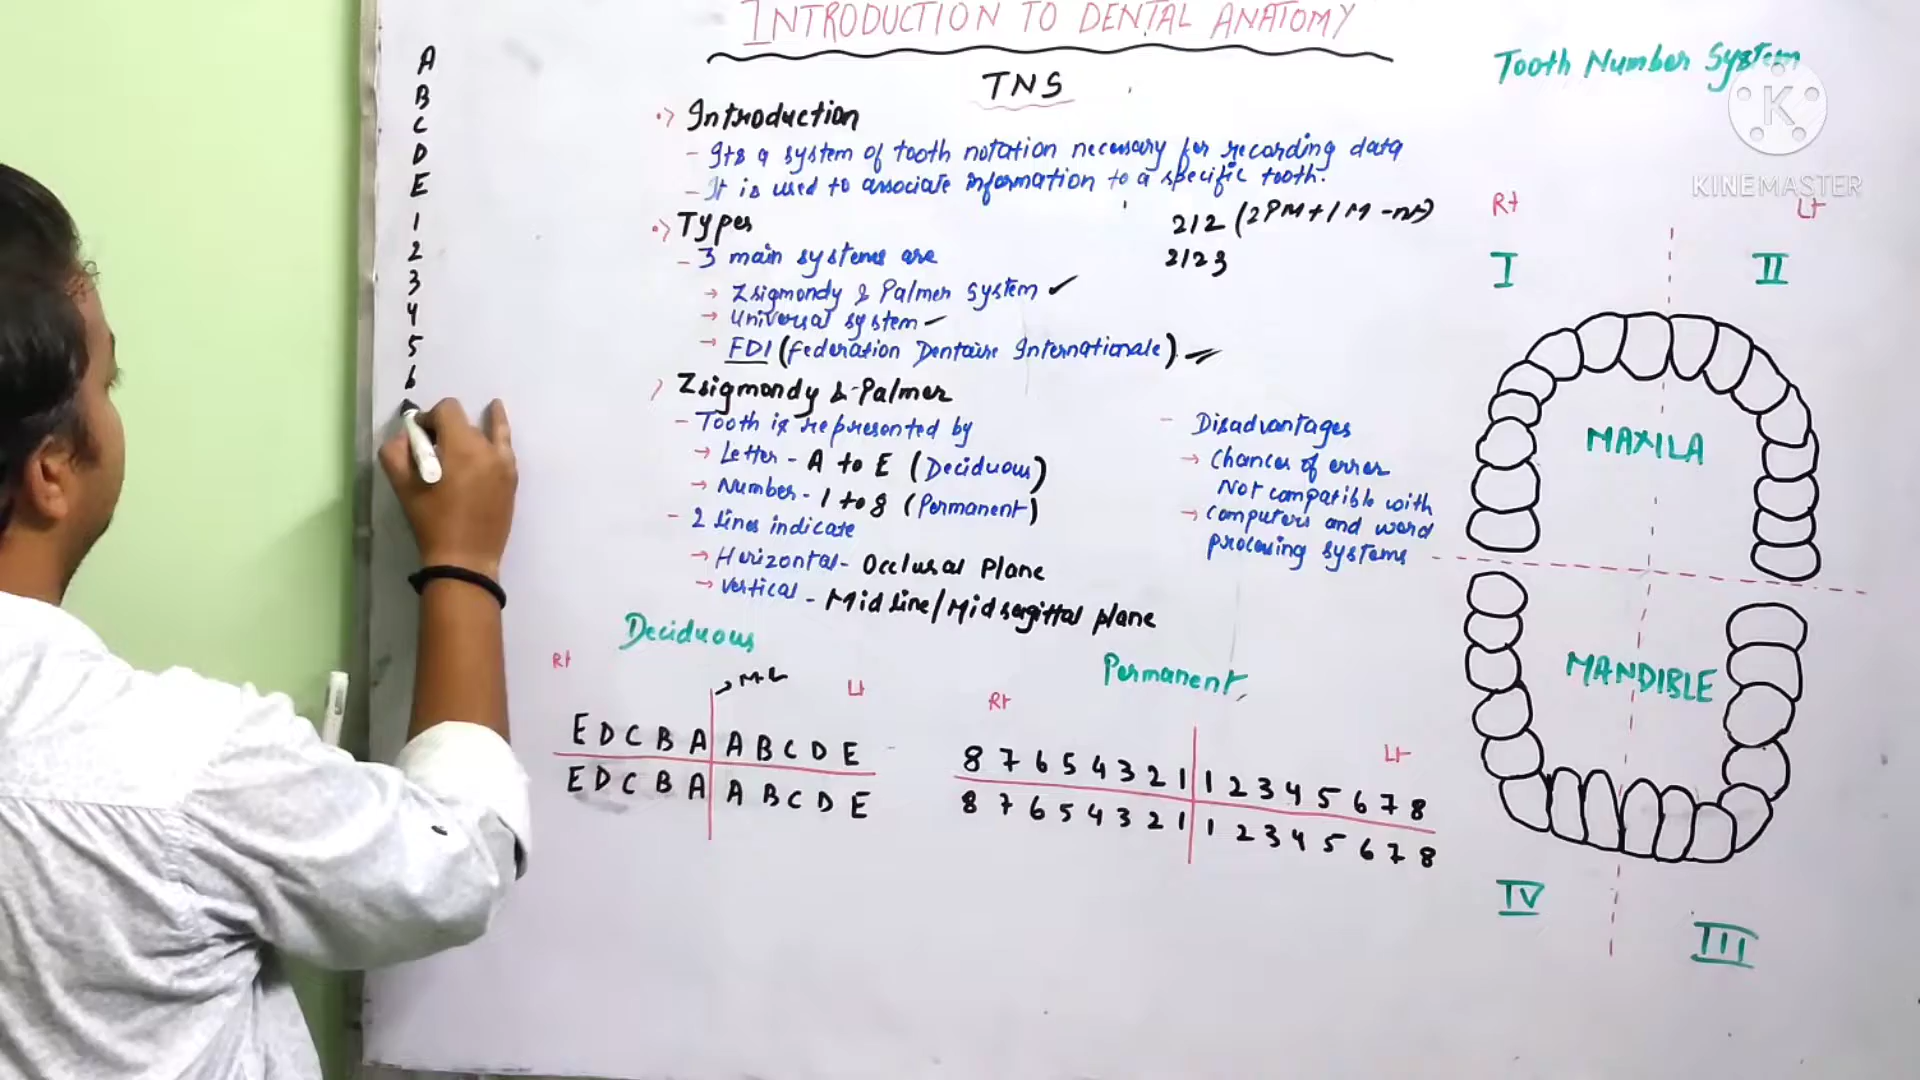 INTRODUCTION TO DENTAL ANATOMY
Tooth Number System
KINEMASTER
TNS
A
B
C
D
E
1
2
3
4
5
6
Introduction
- Its a system of tooth notation necessary for recording data
- It is used to associate information to a specific tooth.
Types
212 (2PM+1M
- 3 main systems are
2123
→ Zsigmondy & Palmer System ✓
→ Universal system
→ FDI (Federation Dentaire Internationale)
Zsigmondy & Palmer
- Tooth is represented by
→ Letter - A to E (Deciduous)
→ Number - 1 to 8 (Permanent)
- 2 lines indicate
→ Horizontal - Occlusal Plane
→ Vertical - Midline/Midsagittal plane
- Disadvantages
→ Chances of error
Not compatible with
→ computers and word
processing systems
Deciduous
Rt
M.L
Lt
E D C B A A B C D E
E D C B A A B C D E
Permanent
Rt
Lt
8 7 6 5 4 3 2 1 1 2 3 4 5 6 7 8
8 7 6 5 4 3 2 1 1 2 3 4 5 6 7 8
Rt
Lt
I
II
MAXILA
MANDIBLE
IV
III